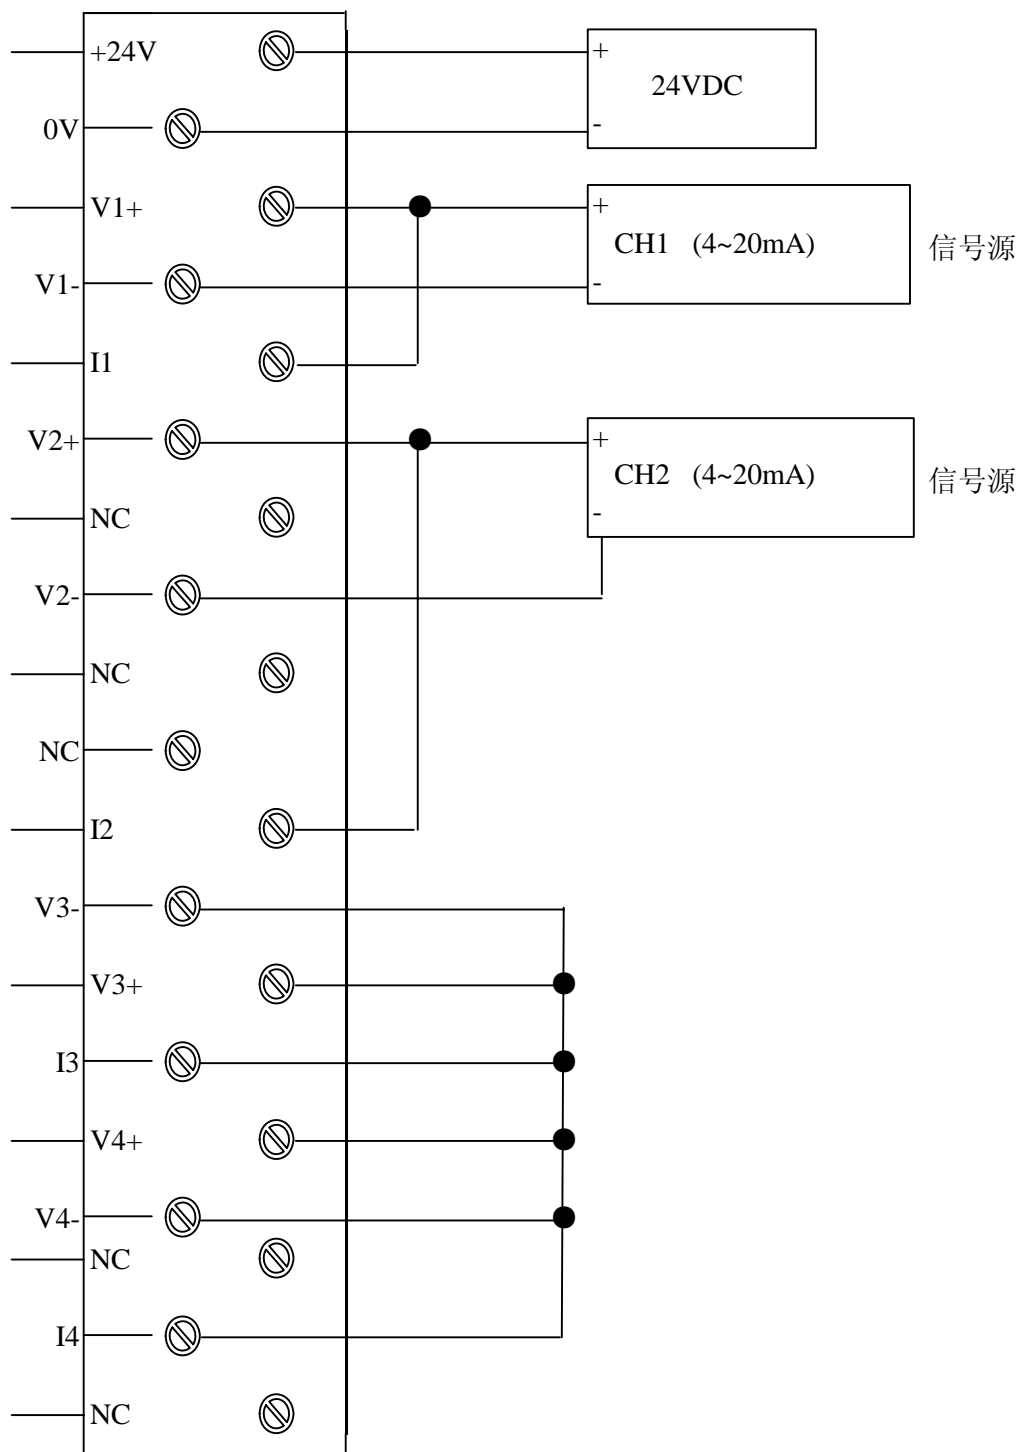 +24V
+
24VDC
0V
-
V1+
+
CH1 (4~20mA)
信号源
V1-
-
I1
V2+
+
CH2 (4~20mA)
信号源
NC
-
V2-
NC
NC
I2
V3-
V3+
I3
V4+
V4-
NC
I4
NC